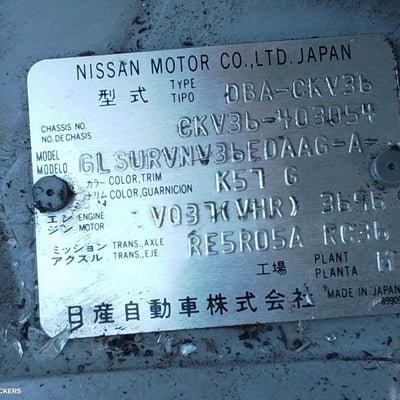 NISSAN MOTOR CO.,LTD. JAPAN
型式 TYPE TIPO DBA-CKV36
CHASSIS NO. NO.DECHASIS CKV36-403054
MODEL MODELO GLSURVNV36EDAAG-A-
カラー トリム COLOR,TRIM COLOR,GUARNICION K57 G
エンジン ENGINE MOTOR VQ37(VHR) 3696
ミッション アクスル TRANS.,AXLE TRANS.,EJE RE5R05A RC36
工場 PLANT PLANTA
日産自動車株式会社 MADE IN JAPAN